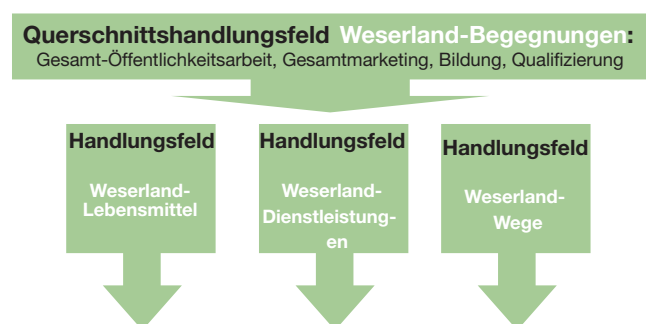 Querschnittshandlungsfeld Weserland-Begegnungen:
Gesamt-Öffentlichkeitsarbeit, Gesamtmarketing, Bildung, Qualifizierung
Handlungsfeld
Weserland-
Lebensmittel
Handlungsfeld
Weserland-
Dienstleistung-
en
Handlungsfeld
Weserland-
Wege